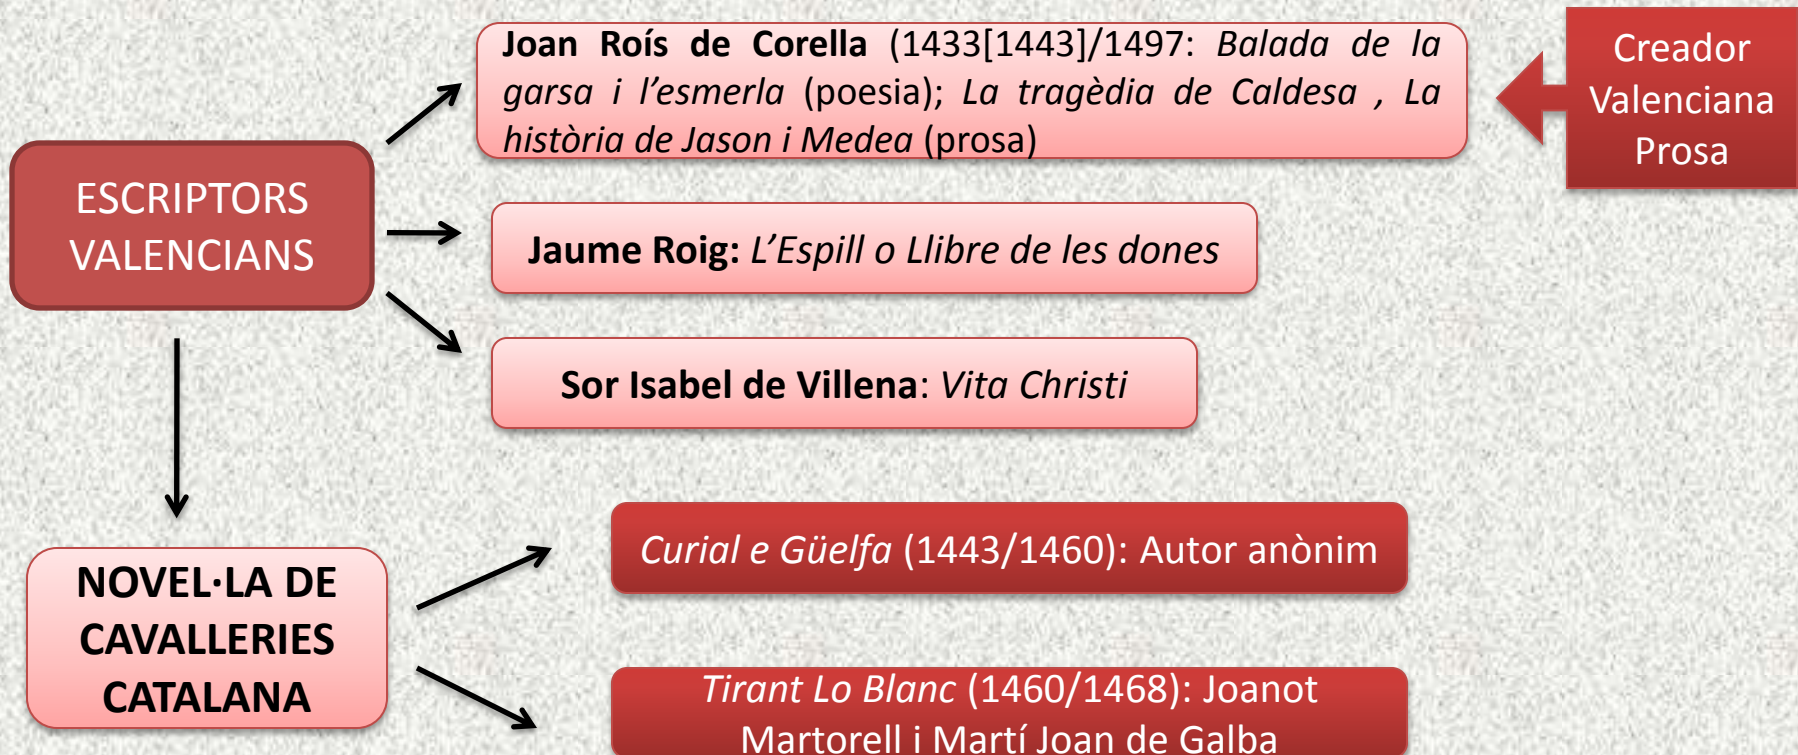 Joan Roís de Corella (1433[1443]/1497: Balada de la
garsa i l’esmerla (poesia); La tragèdia de Caldesa , La
història de Jason i Medea (prosa)
Creador
Valenciana
Prosa
ESCRIPTORS
VALENCIANS
Jaume Roig: L’Espill o Llibre de les dones
Sor Isabel de Villena: Vita Christi
NOVEL·LA DE
CAVALLERIES
CATALANA
Curial e Güelfa (1443/1460): Autor anònim
Tirant Lo Blanc (1460/1468): Joanot
Martorell i Martí Joan de Galba